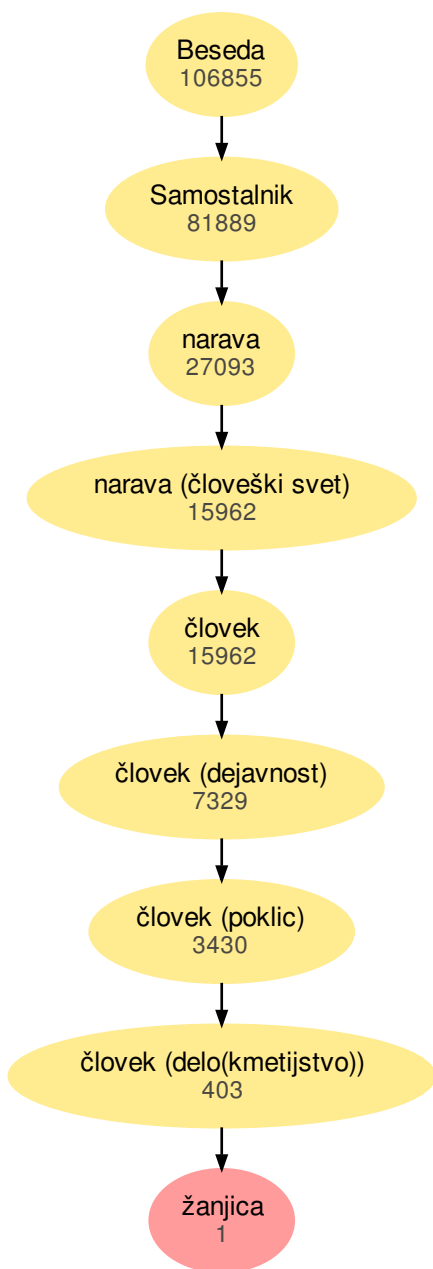 Beseda
106855
Samostalnik
81889
narava
27093
narava (človeški svet)
15962
človek
15962
človek (dejavnost)
7329
človek (poklic)
3430
človek (delo(kmetijstvo))
403
žanjica
1